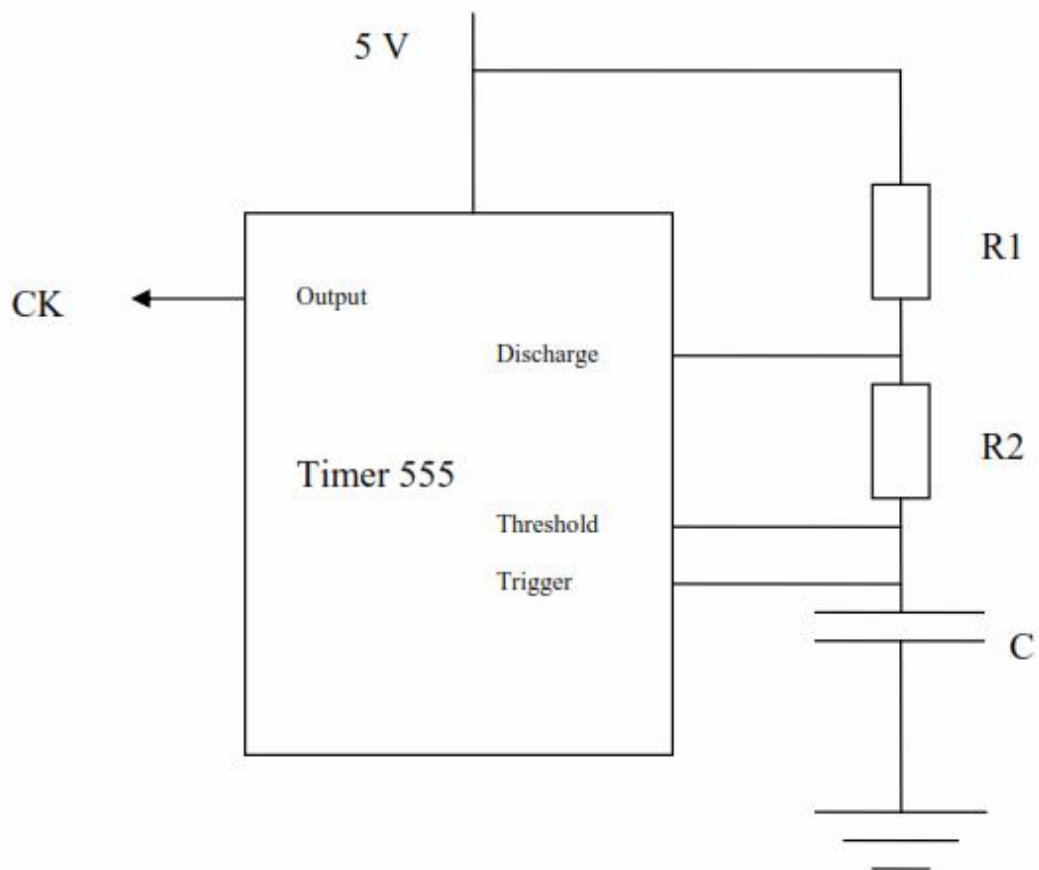 5 V
R1
CK
Output
Discharge
R2
Timer 555
Threshold
Trigger
C